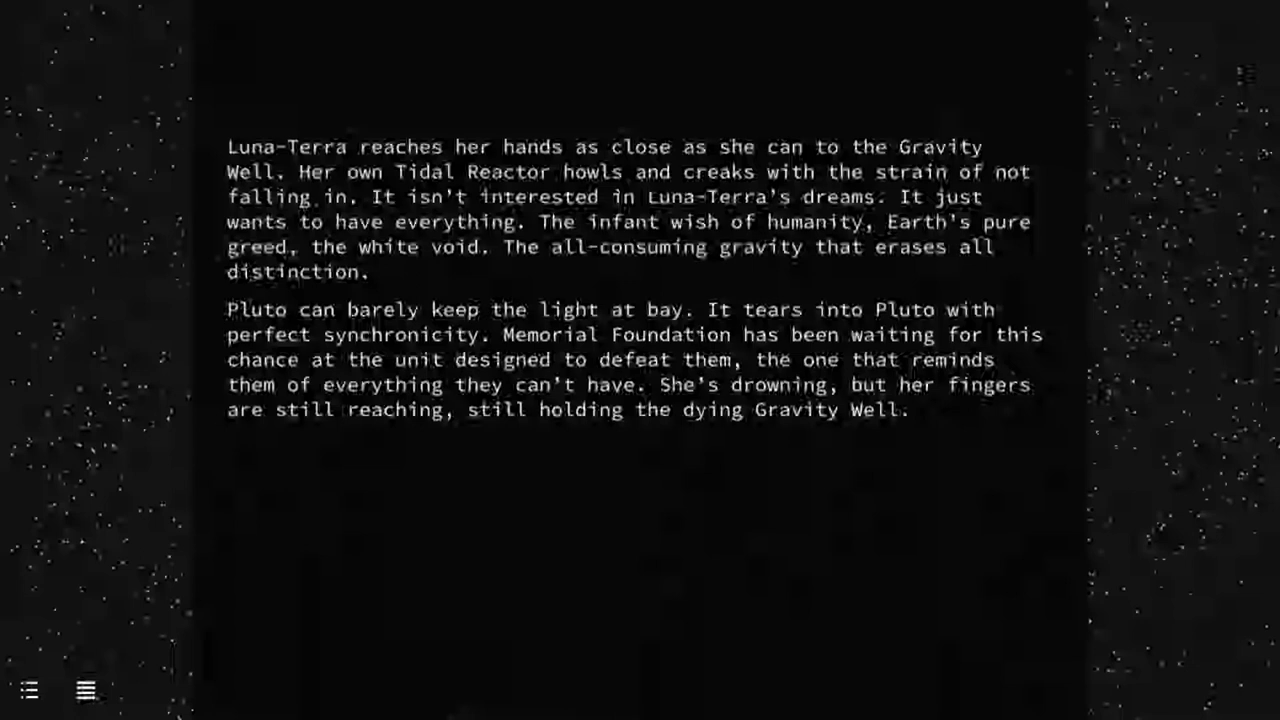 Luna-Terra reaches her hands as close as she can to the Gravity
Well. Her own Tidal Reactor howls and creaks with the strain of not
falling in. It isn't interested in Luna-Terra's dreams. It just
wants to have everything. The infant wish of humanity, Earth's pure
greed, the white void. The all-consuming gravity that erases all
distinction.
Pluto can barely keep the light at bay. It tears into Pluto with
perfect synchronicity. Memorial Foundation has been waiting for this
chance at the unit designed to defeat them, the one that reminds
them of everything they can't have. She's drowning, but her fingers
are still reaching, still holding the dying Gravity Well.